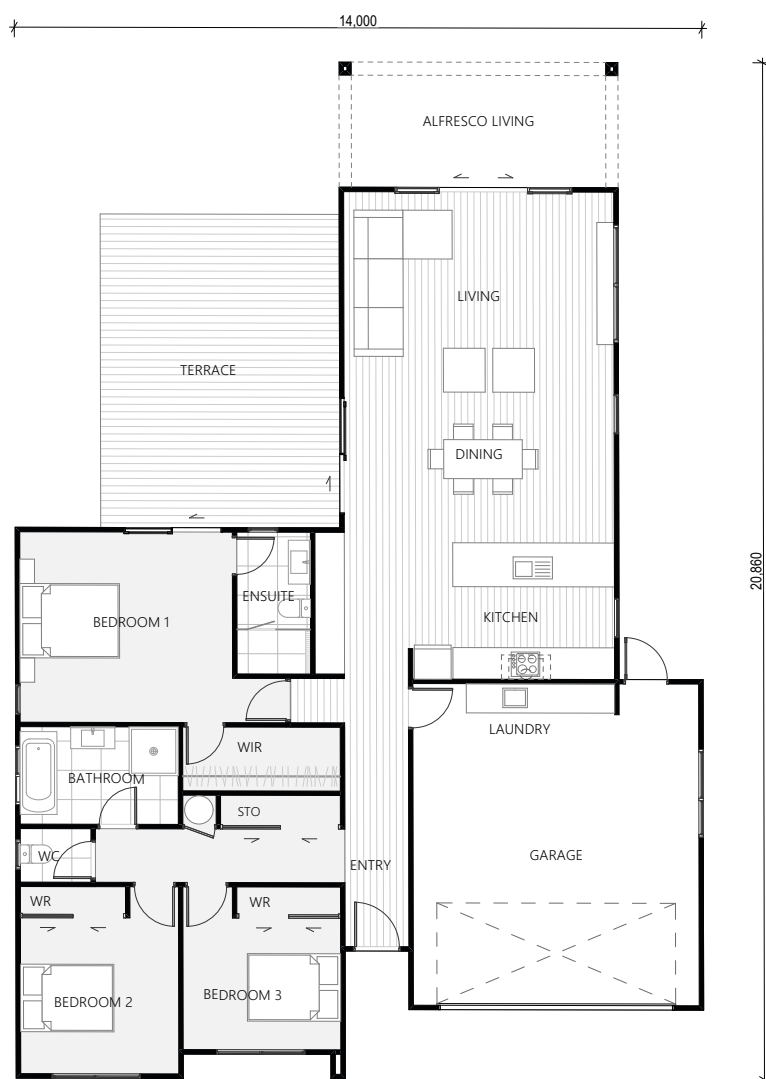 14,000
ALFRESCO LIVING
LIVING
TERRACE
DINING
20,860
ENSUITE
KITCHEN
BEDROOM 1
LAUNDRY
WIR
BATHROOM
STO
WC
ENTRY
GARAGE
WR
WR
BEDROOM 2
BEDROOM 3